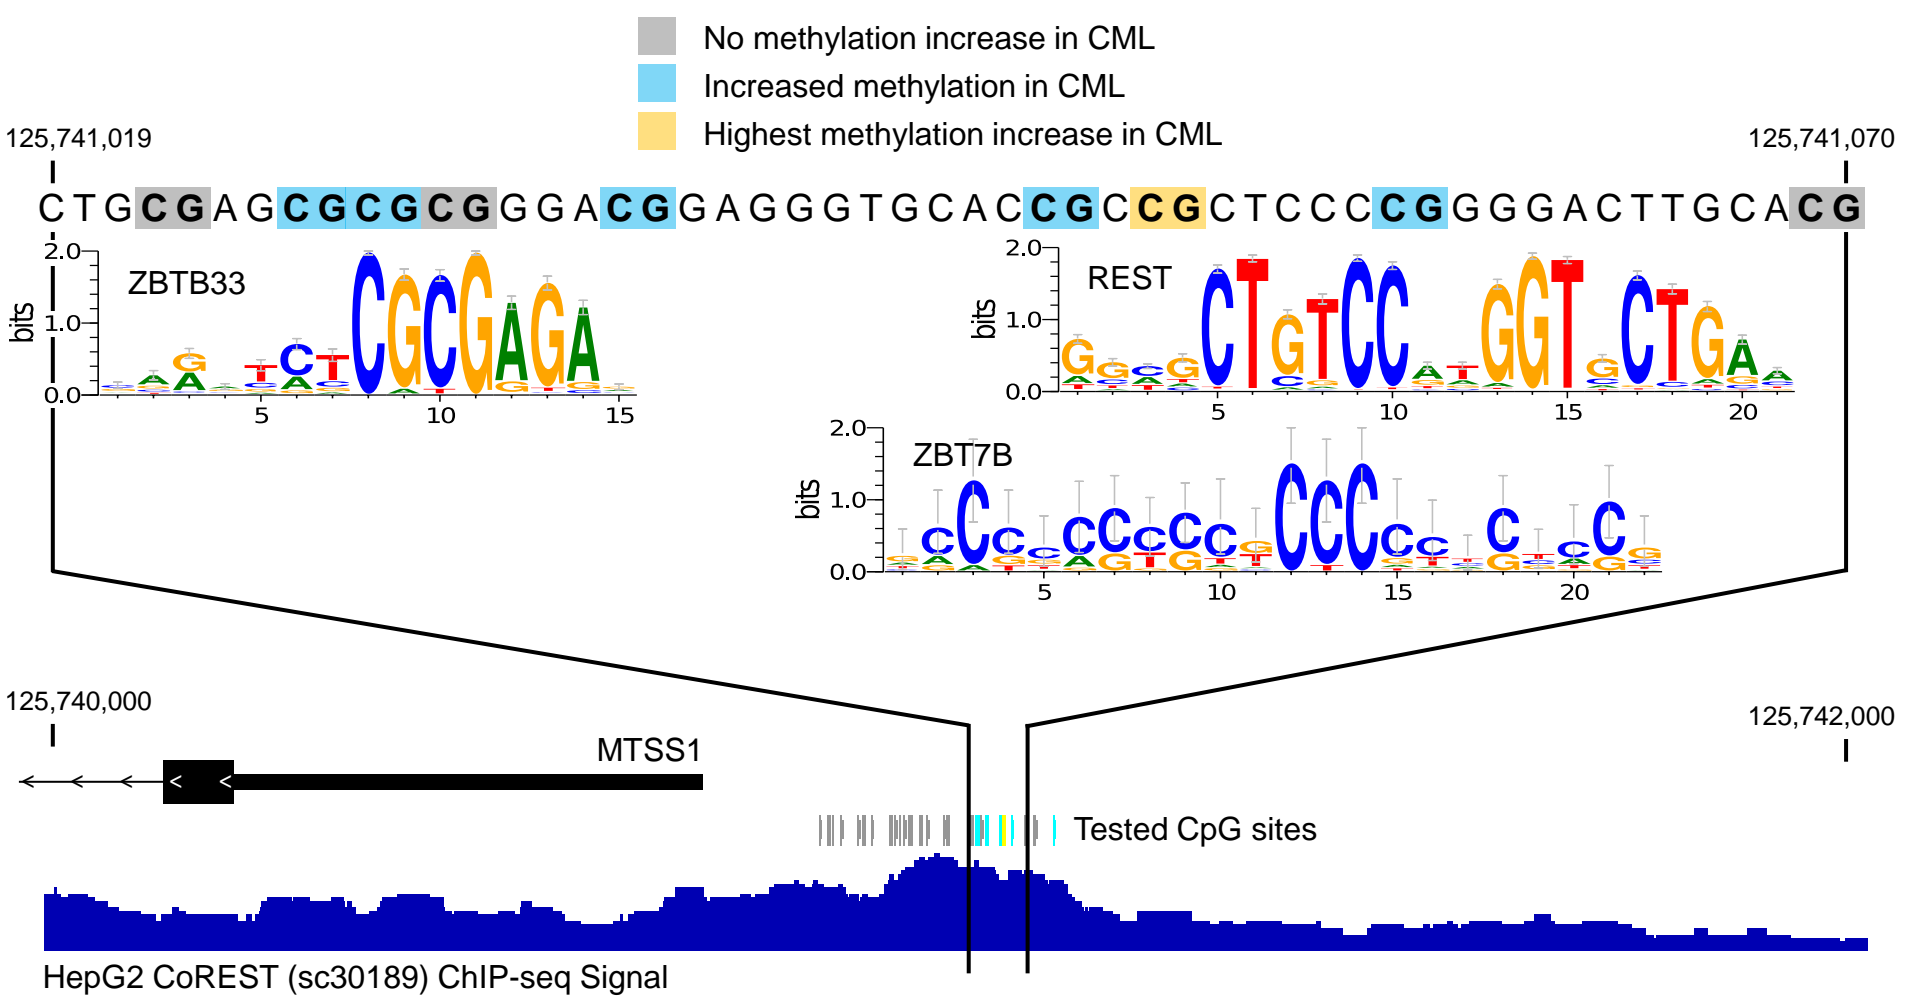 No methylation increase in CML
Increased methylation in CML
Highest methylation increase in CML
125,741,019
125,741,070
CTGCGAGCGCGCGGGACGGAGGGTGCACCGCCGCTCCCCGGGGACTTGCACG
2.0
1.0
0.0
bits
ZBTB33
5
10
15
2.0
1.0
0.0
bits
REST
5
10
15
20
2.0
1.0
0.0
bits
ZBT7B
5
10
15
20
125,740,000
125,742,000
MTSS1
Tested CpG sites
HepG2 CoREST (sc30189) ChIP-seq Signal